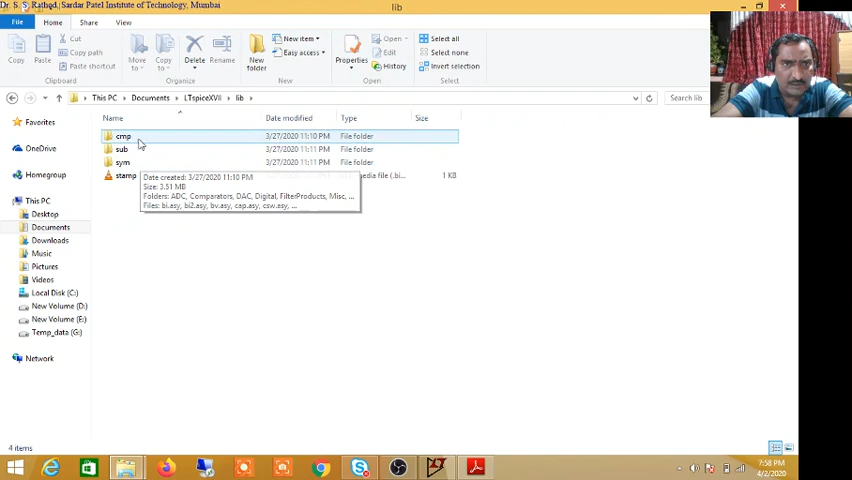 Dr. S. S. Rathod, Sardar Patel Institute of Technology, Mumbai
lib
File
Home
Share
View
Copy
Paste
Cut
Copy path
Paste shortcut
Clipboard
Move to
Copy to
Delete
Rename
Organize
New folder
New item
Easy access
New
Properties
Open
Edit
History
Open
Select all
Select none
Invert selection
Select
This PC
Documents
LTspiceXVII
lib
Search lib
Favorites
OneDrive
Homegroup
This PC
Desktop
Documents
Downloads
Music
Pictures
Videos
Local Disk (C:)
New Volume (D:)
New Volume (E:)
Temp_data (G:)
Network
Name
Date modified
Type
Size
cmp
3/27/2020 11:10 PM
File folder
sub
3/27/2020 11:11 PM
File folder
sym
3/27/2020 11:11 PM
File folder
stamp
media file (.bi...
1 KB
Date created: 3/27/2020 11:10 PM
Size: 3.51 MB
Folders: ADC, Comparators, DAC, Digital, FilterProducts, Misc, ...
Files: bi.asy, bi2.asy, bv.asy, cap.asy, csw.asy, ...
4 items
7:58 PM
4/2/2020